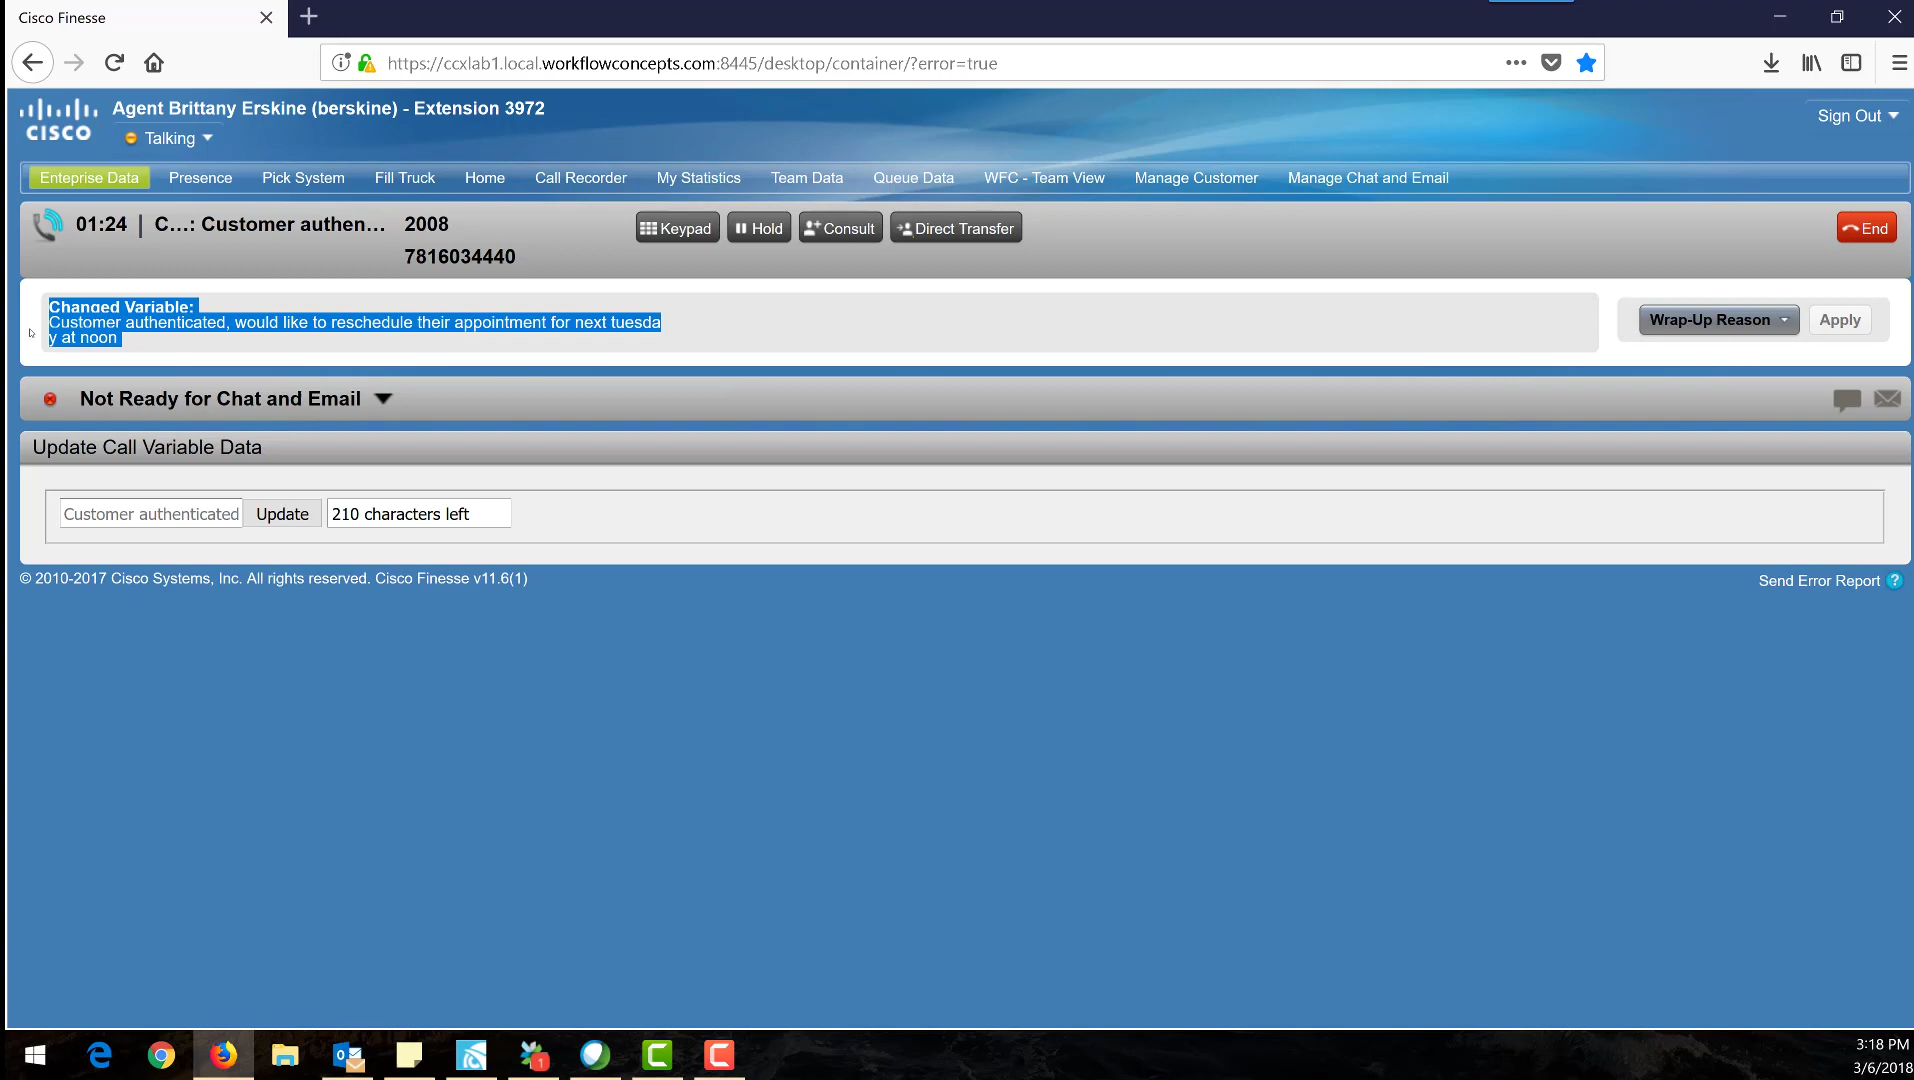 Cisco Finesse
https://ccxlab1.local.workflowconcepts.com:8445/desktop/container/?error=true
CISCO
Agent Brittany Erskine (berskine) - Extension 3972
Talking
Sign Out
Enteprise Data Presence Pick System Fill Truck Home Call Recorder My Statistics Team Data Queue Data WFC - Team View Manage Customer Manage Chat and Email
01:24 | C...: Customer authen... 2008 Keypad Hold Consult Direct Transfer End
7816034440
Changed Variable:
Customer authenticated, would like to reschedule their appointment for next tuesda
y at noon
Wrap-Up Reason Apply
Not Ready for Chat and Email
Update Call Variable Data
Customer authenticated Update 210 characters left
© 2010-2017 Cisco Systems, Inc. All rights reserved. Cisco Finesse v11.6(1)
Send Error Report ?
1
3:18 PM
3/6/2018